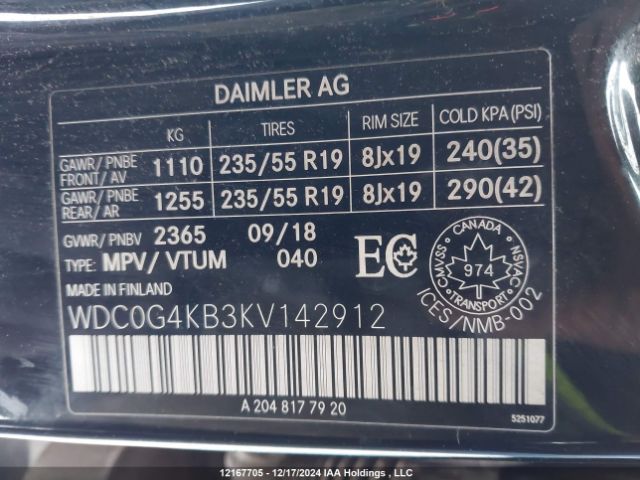 DAIMLER AG
KG TIRES RIM SIZE COLD KPA (PSI)
GAWR/ PNBE FRONT/ AV 1110 235/55 R19 8Jx19 240(35)
GAWR/ PNBE REAR/ AR 1255 235/55 R19 8Jx19 290(42)
GVWR/ PNBV 2365 09/18
TYPE: MPV/ VTUM 040
EC
CANADA
CMVSS 974 NSVAC
TRANSPORT
ICES/NMB-002
MADE IN FINLAND
WDC0G4KB3KV142912
A 204 817 79 20
5251077
12167705 - 12/17/2024 IAA Holdings, , LLC